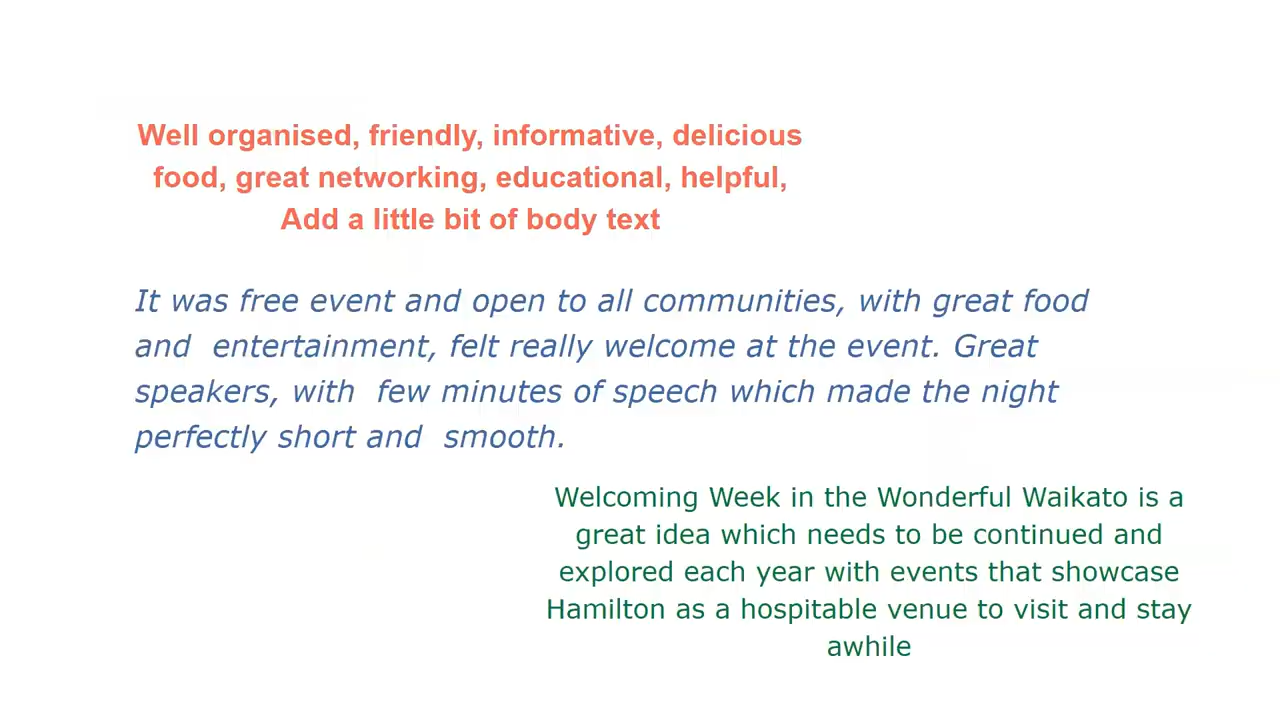 Well organised, friendly, informative, delicious
food, great networking, educational, helpful,
Add a little bit of body text
It was free event and open to all communities, with great food
and  entertainment, felt really welcome at the event. Great
speakers, with  few minutes of speech which made the night
perfectly short and  smooth.
Welcoming Week in the Wonderful Waikato is a
great idea which needs to be continued and
explored each year with events that showcase
Hamilton as a hospitable venue to visit and stay
awhile